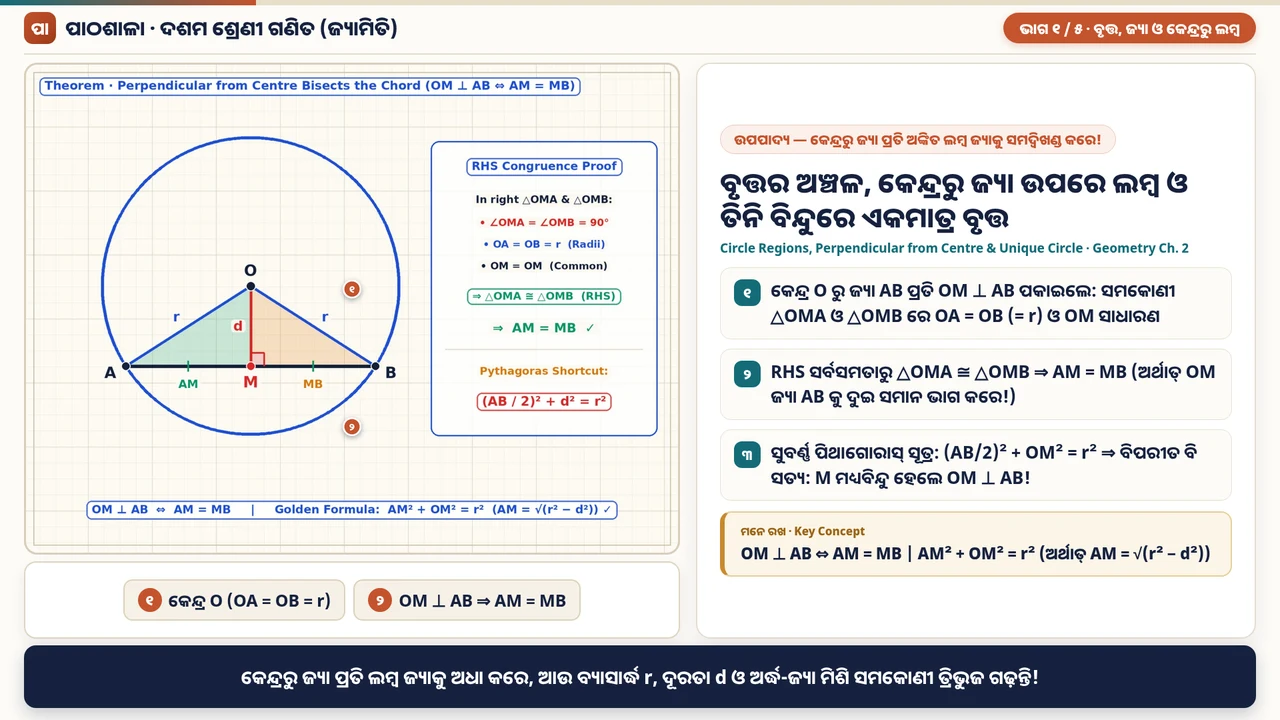 ପା ପାଠଶାଳା · ଦଶମ ଶ୍ରେଣୀ ଗଣିତ (ଜ୍ୟାମିତି)
ଭାଗ ୧ / ୫ · ବୃତ୍ତ, ଜ୍ୟା ଓ କେନ୍ଦ୍ରରୁ ଲମ୍ବ
Theorem · Perpendicular from Centre Bisects the Chord (OM ⊥ AB ⇔ AM = MB)
O
r
r
d
A
M
B
AM
MB
୧
୨
RHS Congruence Proof
In right △OMA & △OMB:
• ∠OMA = ∠OMB = 90°
• OA = OB = r (Radii)
• OM = OM (Common)
⇒ △OMA ≅ △OMB (RHS)
⇒ AM = MB ✓
Pythagoras Shortcut:
(AB / 2)² + d² = r²
OM ⊥ AB ⇔ AM = MB | Golden Formula: AM² + OM² = r² (AM = √(r² − d²)) ✓
୧ କେନ୍ଦ୍ର O (OA = OB = r)
୨ OM ⊥ AB ⇒ AM = MB
ଉପପାଦ୍ୟ — କେନ୍ଦ୍ରରୁ ଜ୍ୟା ପ୍ରତି ଅଙ୍କିତ ଲମ୍ବ ଜ୍ୟାକୁ ସମଦ୍ୱିଖଣ୍ଡ କରେ!
ବୃତ୍ତର ଅଞ୍ଚଳ, କେନ୍ଦ୍ରରୁ ଜ୍ୟା ଉପରେ ଲମ୍ବ ଓ
ତିନି ବିନ୍ଦୁରେ ଏକମାତ୍ର ବୃତ୍ତ
Circle Regions, Perpendicular from Centre & Unique Circle · Geometry Ch. 2
୧ କେନ୍ଦ୍ର O ରୁ ଜ୍ୟା AB ପ୍ରତି OM ⊥ AB ପକାଇଲେ: ସମକୋଣୀ
△OMA ଓ △OMB ରେ OA = OB (= r) ଓ OM ସାଧାରଣ
୨ RHS ସର୍ବସମତାରୁ △OMA ≅ △OMB ⇒ AM = MB (ଅର୍ଥାତ୍ OM
ଜ୍ୟା AB କୁ ଦୁଇ ସମାନ ଭାଗ କରେ!)
୩ ସୁବର୍ଣ୍ଣ ପିଥାଗୋରାସ୍ ସୂତ୍ର: (AB/2)² + OM² = r² ⇒ ବିପରୀତ ବି
ସତ୍ୟ: M ମଧ୍ୟବିନ୍ଦୁ ହେଲେ OM ⊥ AB!
ମନେ ରଖ · Key Concept
OM ⊥ AB ⇔ AM = MB | AM² + OM² = r² (ଅର୍ଥାତ୍ AM = √(r² − d²))
କେନ୍ଦ୍ରରୁ ଜ୍ୟା ପ୍ରତି ଲମ୍ବ ଜ୍ୟାକୁ ଅଧା କରେ, ଆଉ ବ୍ୟାସାର୍ଦ୍ଧ r, ଦୂରତା d ଓ ଅର୍ଦ୍ଧ-ଜ୍ୟା ମିଶି ସମକୋଣୀ ତ୍ରିଭୁଜ ଗଢ଼ନ୍ତି!